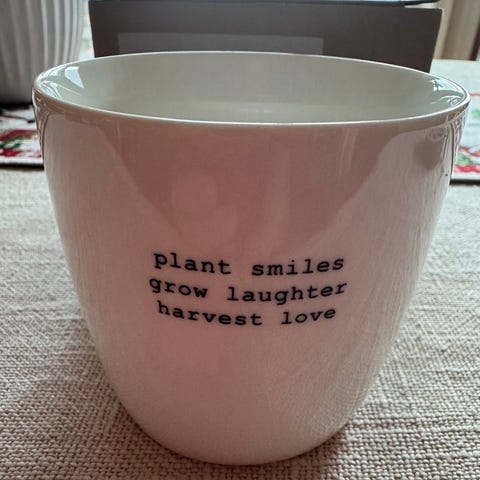 plant smiles
grow laughter
harvest love